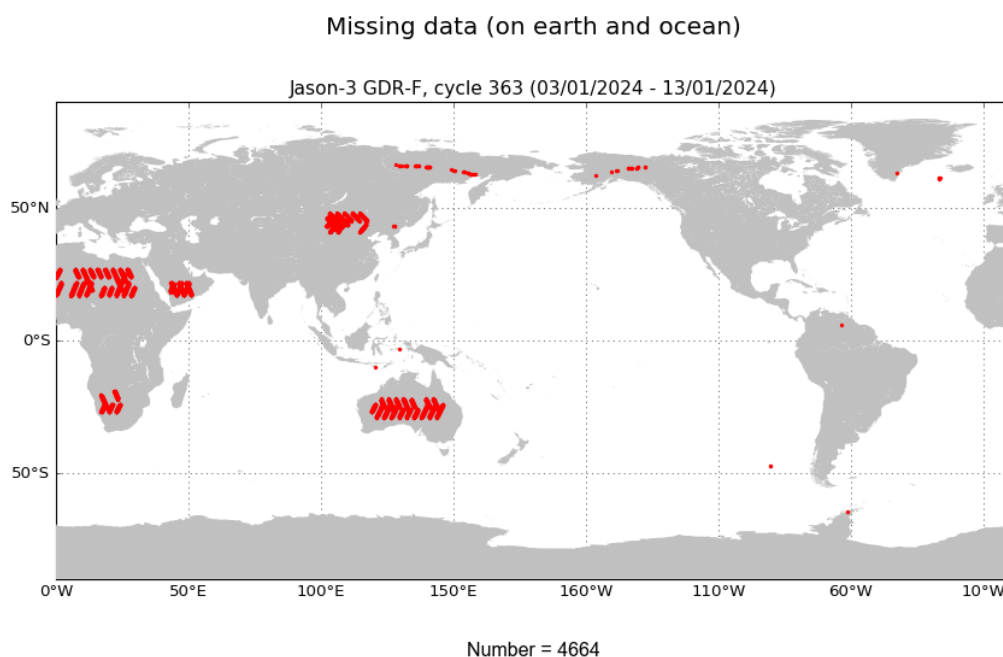 Missing data (on earth and ocean)
Jason-3 GDR-F, cycle 363 (03/01/2024 - 13/01/2024)
50°N
0°S
50°S
0°W 50°E 100°E 150°E 160°W 110°W 60°W 10°W
Number = 4664